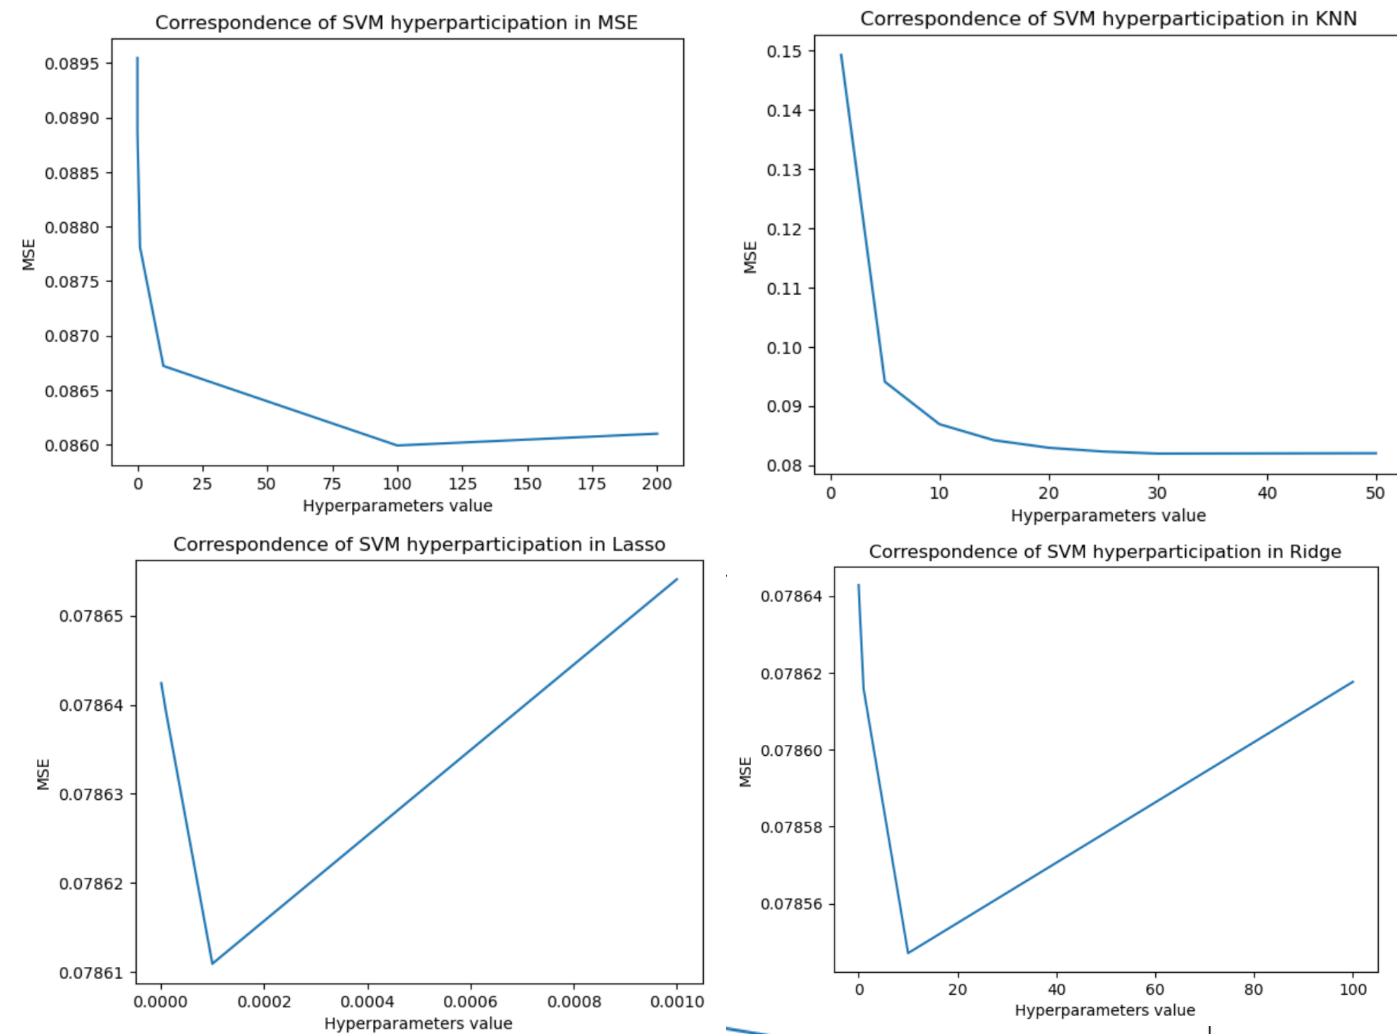 Correspondence of SVM hyperparticipation in MSE
0.0895
0.0890
0.0885
0.0880
0.0875
0.0870
0.0865
0.0860
MSE
0 25 50 75 100 125 150 175 200
Hyperparameters value
Correspondence of SVM hyperparticipation in KNN
0.15
0.14
0.13
0.12
0.11
0.10
0.09
0.08
MSE
0 10 20 30 40 50
Hyperparameters value
Correspondence of SVM hyperparticipation in Lasso
0.07865
0.07864
0.07863
0.07862
0.07861
MSE
0.0000 0.0002 0.0004 0.0006 0.0008 0.0010
Hyperparameters value
Correspondence of SVM hyperparticipation in Ridge
0.07864
0.07862
0.07860
0.07858
0.07856
MSE
0 20 40 60 80 100
Hyperparameters value